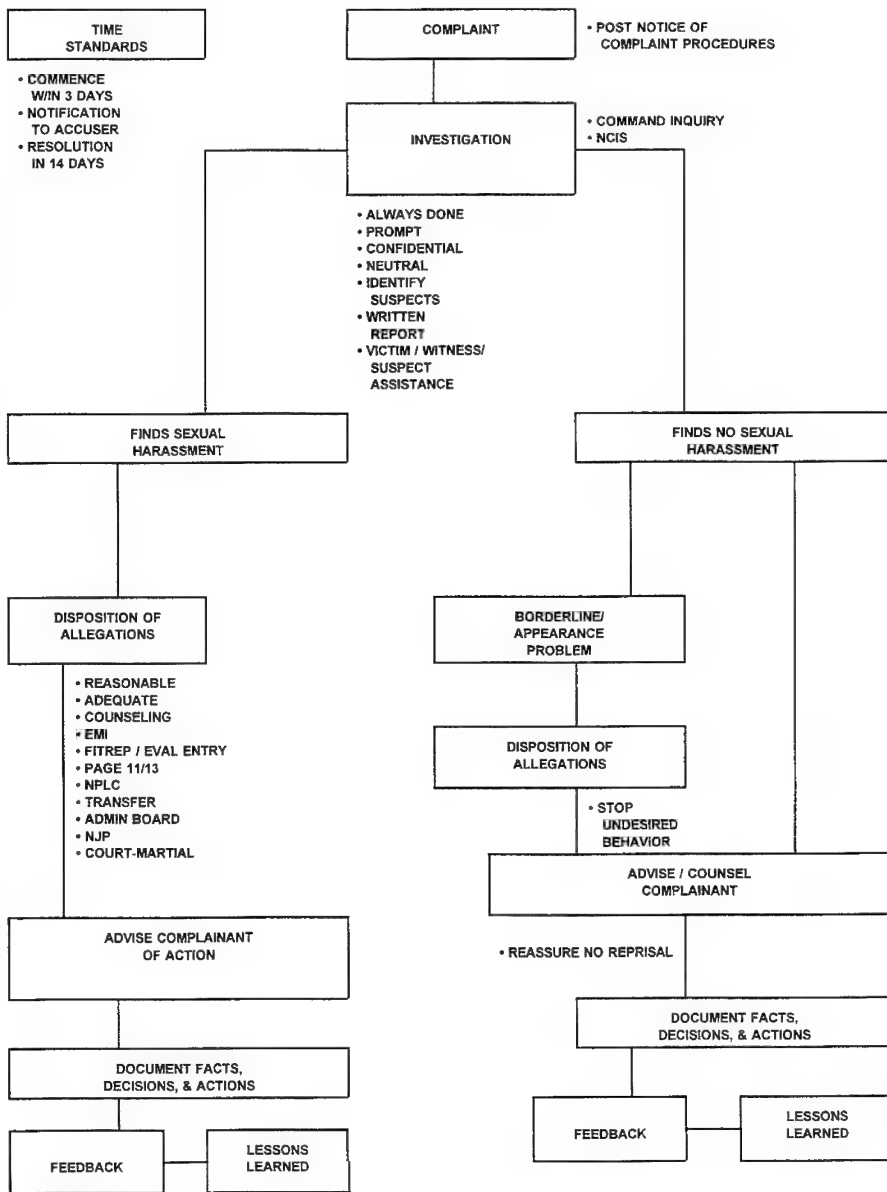 TIME
STANDARDS
• COMMENCE
W/IN 3 DAYS
• NOTIFICATION
TO ACCUSER
• RESOLUTION
IN 14 DAYS
COMPLAINT
• POST NOTICE OF
COMPLAINT PROCEDURES
INVESTIGATION
• COMMAND INQUIRY
• NCIS
• ALWAYS DONE
• PROMPT
• CONFIDENTIAL
• NEUTRAL
• IDENTIFY
SUSPECTS
• WRITTEN
REPORT
• VICTIM / WITNESS/
SUSPECT
ASSISTANCE
FINDS SEXUAL
HARASSMENT
FINDS NO SEXUAL
HARASSMENT
DISPOSITION OF
ALLEGATIONS
• REASONABLE
• ADEQUATE
• COUNSELING
• EMI
• FITREP / EVAL ENTRY
• PAGE 11/13
• NPLC
• TRANSFER
• ADMIN BOARD
• NJP
• COURT-MARTIAL
BORDERLINE/
APPEARANCE
PROBLEM
DISPOSITION OF
ALLEGATIONS
• STOP
UNDESIRED
BEHAVIOR
ADVISE / COUNSEL
COMPLAINANT
ADVISE COMPLAINANT
OF ACTION
• REASSURE NO REPRISAL
DOCUMENT FACTS,
DECISIONS, & ACTIONS
DOCUMENT FACTS,
DECISIONS, & ACTIONS
FEEDBACK
LESSONS
LEARNED
FEEDBACK
LESSONS
LEARNED